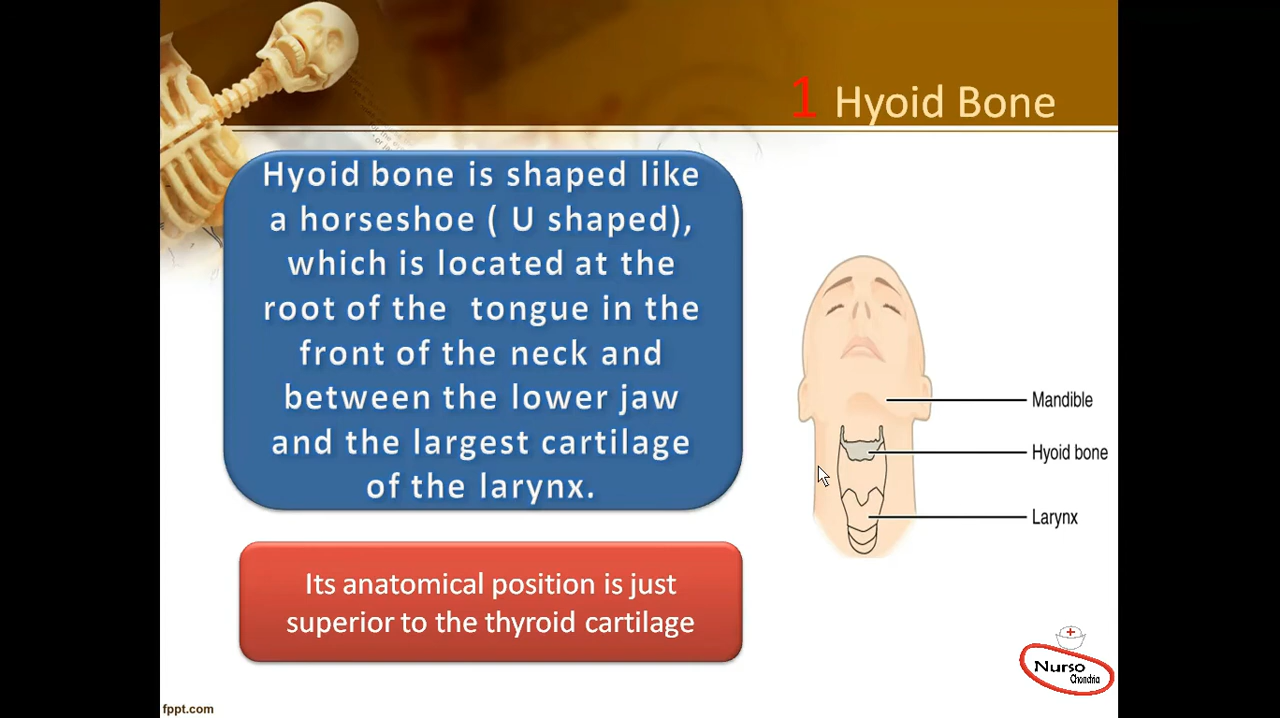 1 Hyoid Bone
Hyoid bone is shaped like
a horseshoe ( U shaped),
which is located at the
root of the tongue in the
front of the neck and
between the lower jaw
and the largest cartilage
of the larynx.
Its anatomical position is just
superior to the thyroid cartilage
Mandible
Hyoid bone
Larynx
Nurso
Chondria
fppt.com